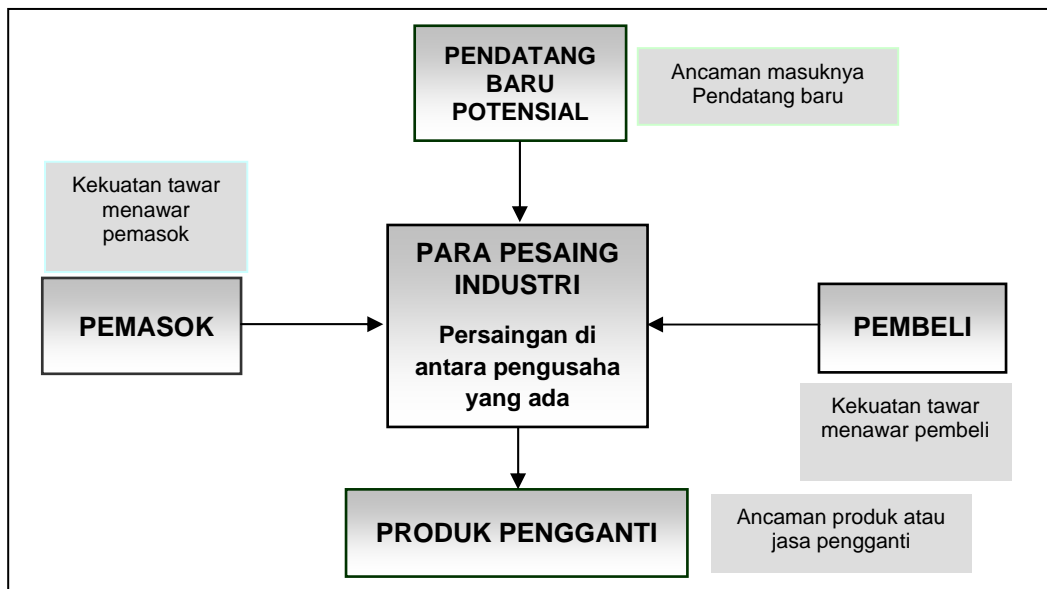 PENDATANG
BARU
POTENSIAL
Ancaman masuknya
Pendatang baru
Kekuatan tawar
menawar
pemasok
PEMASOK
PARA PESAING
INDUSTRI
Persaingan di
antara pengusaha
yang ada
PEMBELI
Kekuatan tawar
menawar pembeli
PRODUK PENGGANTI
Ancaman produk atau
jasa pengganti